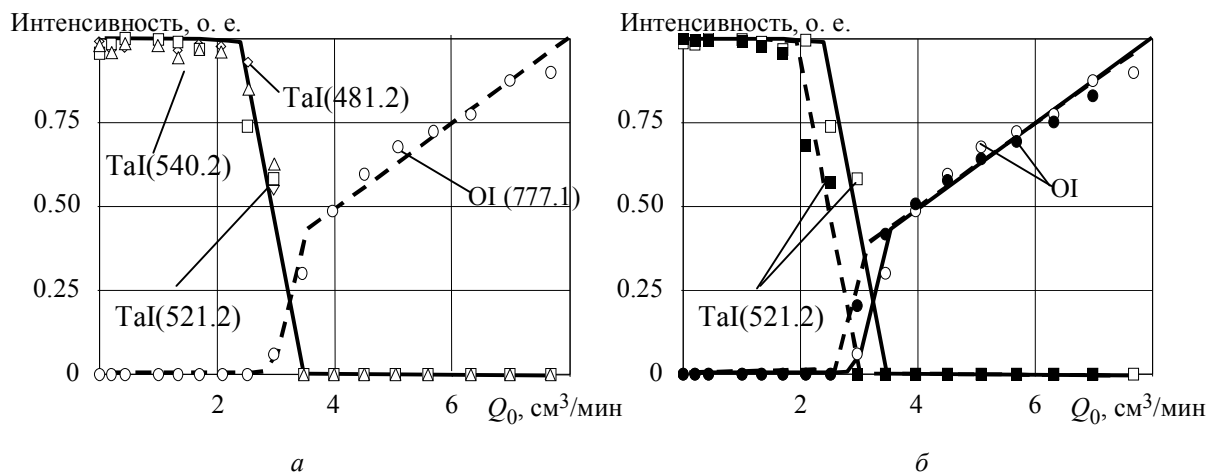 Интенсивность, о. е.
0.75
0.50
0.25
0
TaI(481.2)
TaI(540.2)
OI (777.1)
TaI(521.2)
2
4
6
Q₀, см³/мин
а
Интенсивность, о. е.
0.75
0.50
0.25
0
OI
TaI(521.2)
2
4
6
Q₀, см³/мин
б